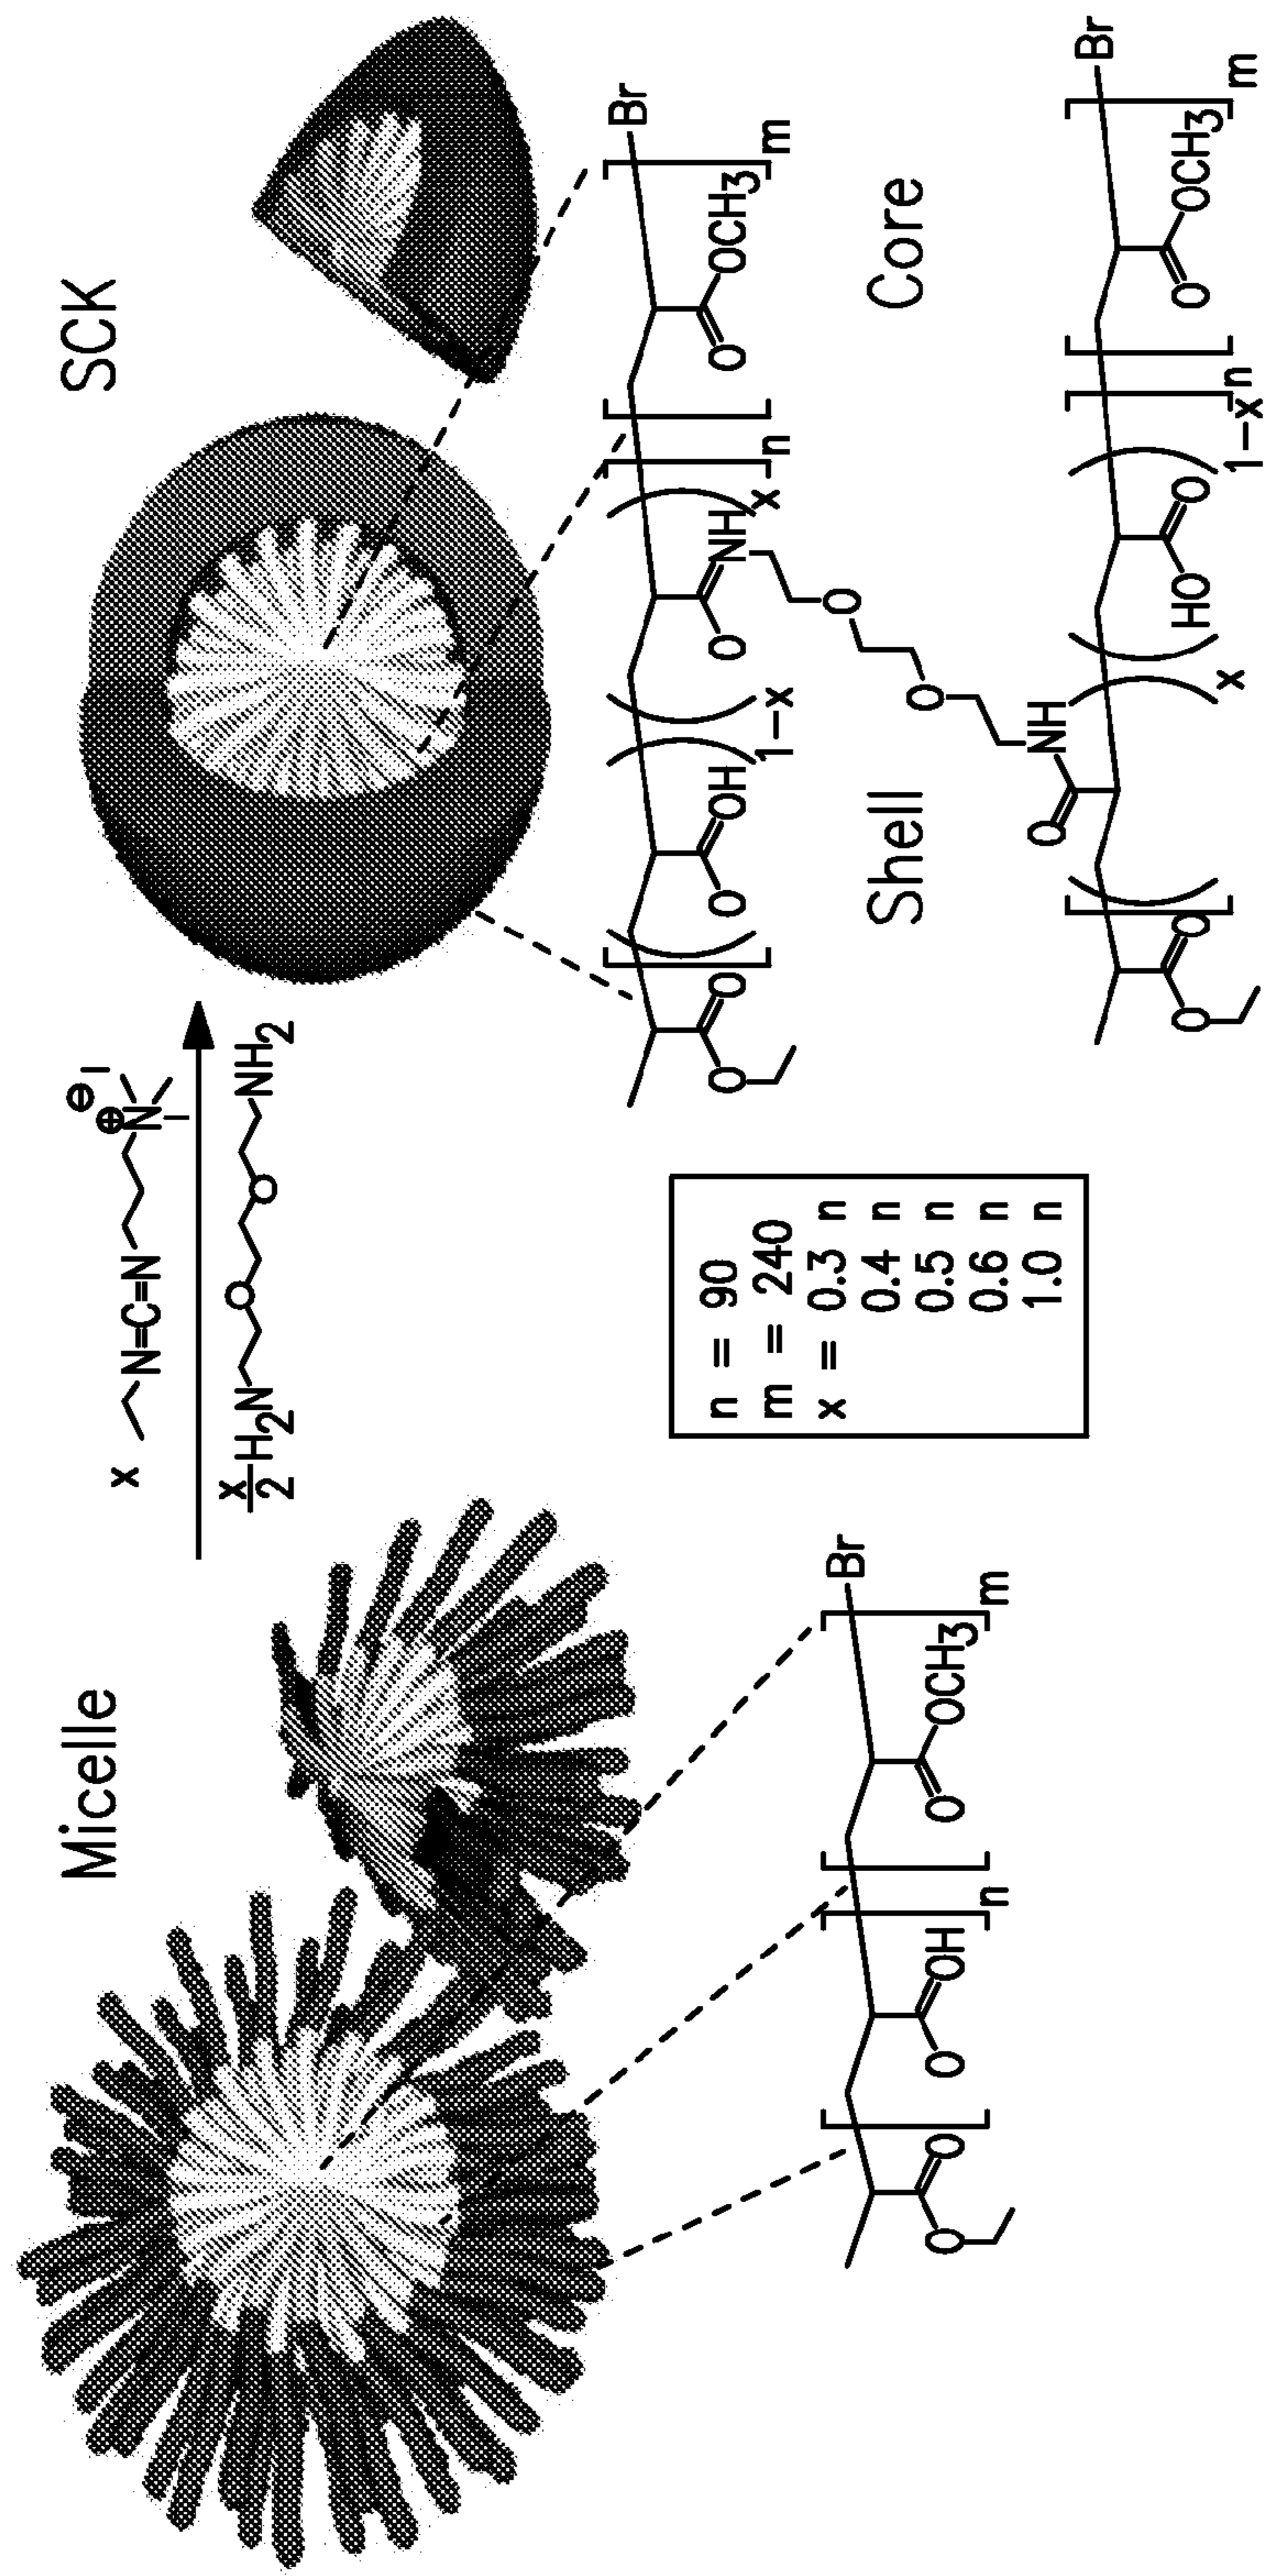 Micelle
SCK
x
N=C=N
⊕
N
⊖
I
x
2
H2N
O
O
NH2
Br
m
OCH3
O
n
OH
O
O
O
n = 90
m = 240
x = 0.3 n
0.4 n
0.5 n
0.6 n
1.0 n
Br
m
OCH3
O
n
x
NH
O
1-x
OH
O
O
O
O
O
Shell
Core
NH
O
x
HO
O
1-x
n
O
OCH3
m
Br
O
O